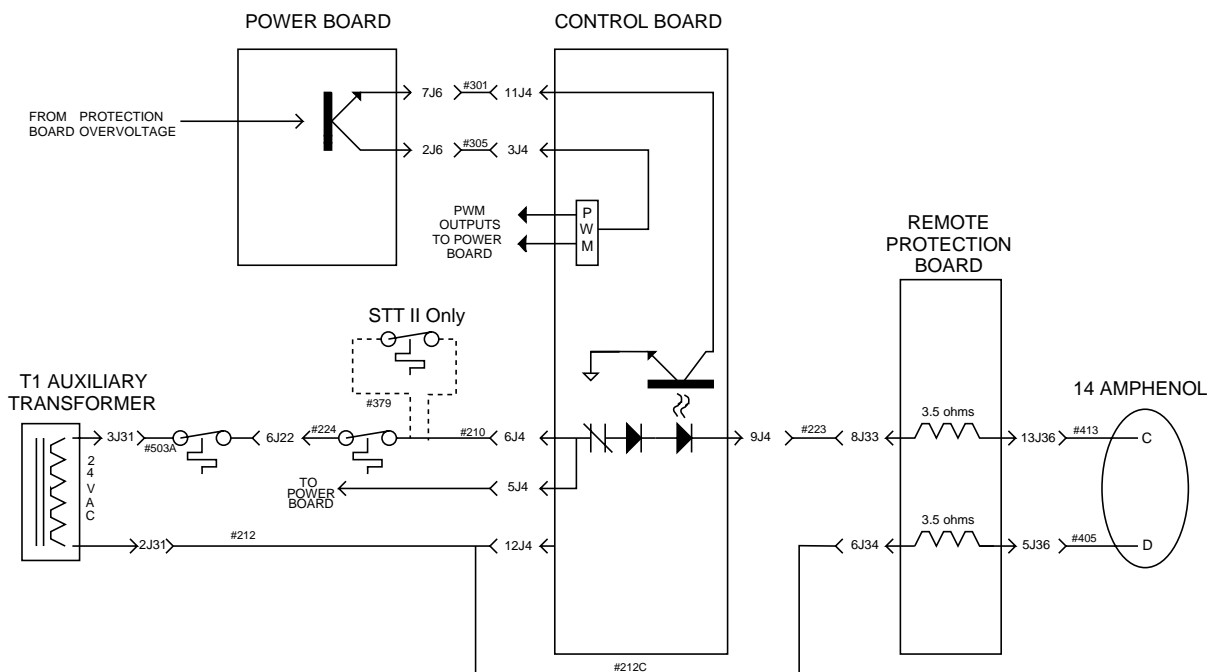 POWER BOARD
CONTROL BOARD
7J6
#301
11J4
FROM PROTECTION
BOARD OVERVOLTAGE
2J6
#305
3J4
PWM
OUTPUTS
TO POWER
BOARD
P
W
M
REMOTE
PROTECTION
BOARD
STT II Only
T1 AUXILIARY
TRANSFORMER
#379
14 AMPHENOL
3J31
#503A
6J22
#224
#210
6J4
9J4
#223
8J33
3.5 ohms
13J36
#413
C
24 VAC
TO
POWER
BOARD
5J4
2J31
#212
12J4
6J34
3.5 ohms
5J36
#405
D
#212C